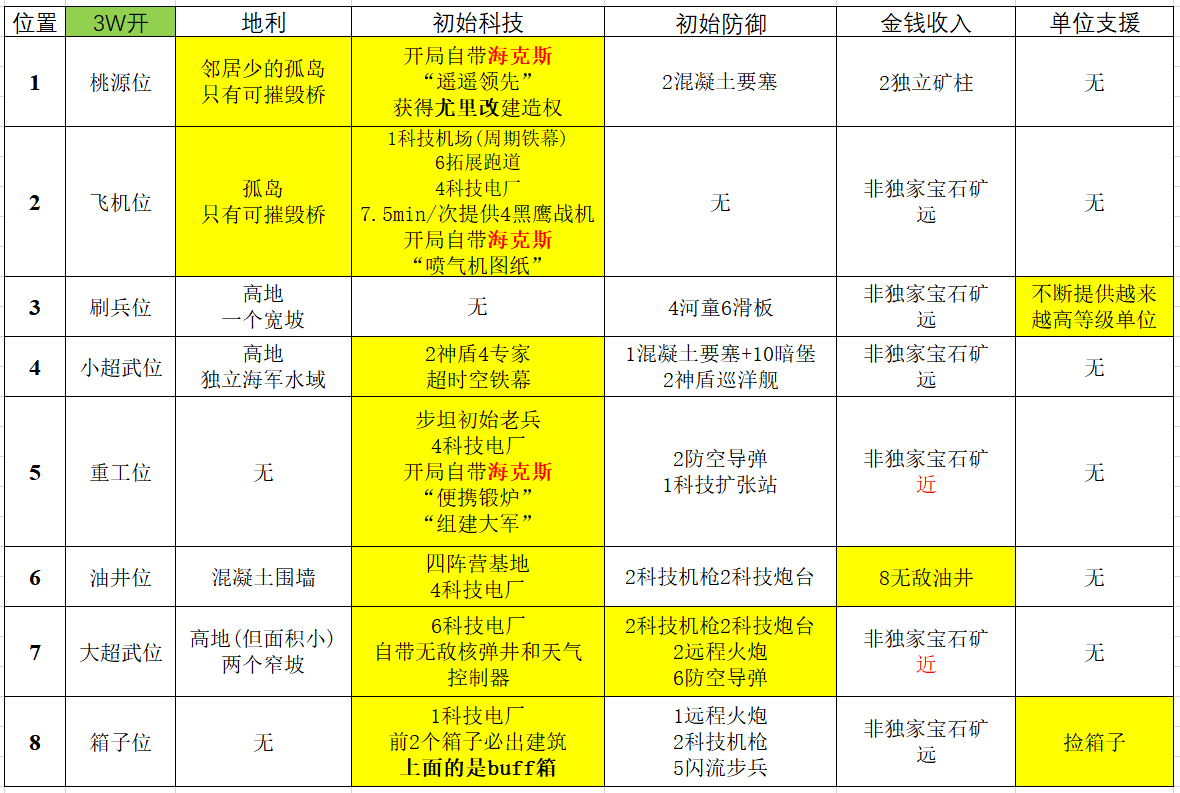 位置 3W开 地利 初始科技 初始防御 金钱收入 单位支援
1
桃源位
邻居少的孤岛
只有可摧毁桥
开局自带海克斯
“遥遥领先”
获得尤里改建造权
2混凝土要塞
2独立矿柱
无
2
飞机位
孤岛
只有可摧毁桥
1科技机场(周期铁幕)
6拓展跑道
4科技电厂
7.5min/次提供4黑鹰战机
开局自带海克斯
“喷气机图纸”
无
非独家宝石矿
远
无
3
刷兵位
高地
一个宽坡
无
4河童6滑板
非独家宝石矿
远
不断提供越来
越高等级单位
4
小超武位
高地
独立海军水域
2神盾4专家
超时空铁幕
1混凝土要塞+10暗堡
2神盾巡洋舰
非独家宝石矿
远
无
5
重工位
无
步坦初始老兵
4科技电厂
开局自带海克斯
“便携锻炉”
“组建大军”
2防空导弹
1科技扩张站
非独家宝石矿
近
无
6
油井位
混凝土围墙
四阵营基地
4科技电厂
2科技机枪2科技炮台
8无敌油井
无
7
大超武位
高地(但面积小)
两个窄坡
6科技电厂
自带无敌核弹井和天气
控制器
2科技机枪2科技炮台
2远程火炮
6防空导弹
非独家宝石矿
近
无
8
箱子位
无
1科技电厂
前2个箱子必出建筑
上面的是buff箱
1远程火炮
2科技机枪
5闪流步兵
非独家宝石矿
远
捡箱子